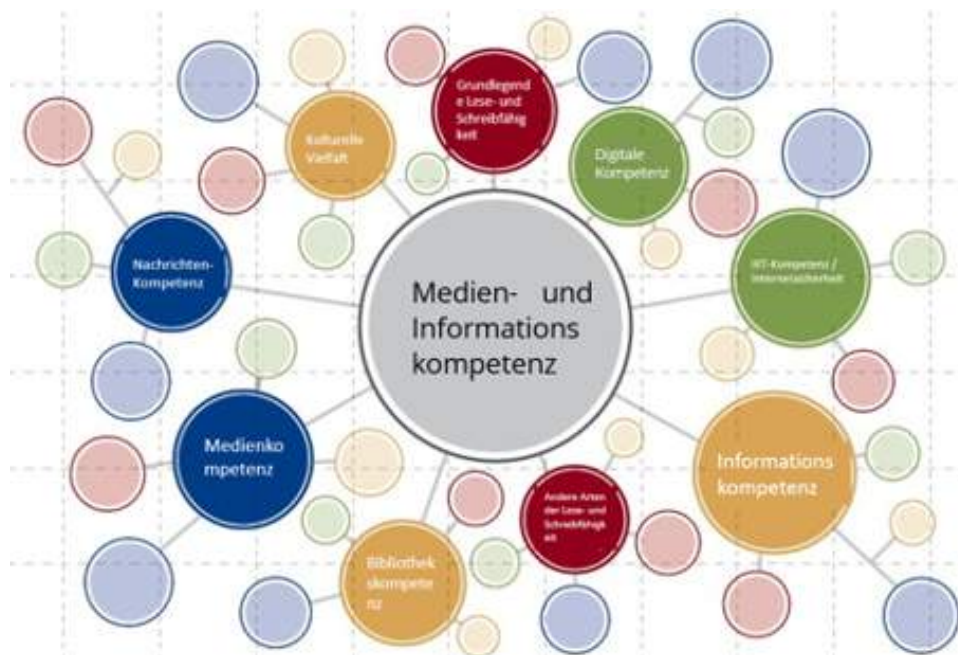 Grundlegend
e Lese- und
Schreibfähig
keit
Kulturelle
Vielfalt
Digitale
Kompetenz
Nachrichten-
Kompetenz
IRT-Kompetenz /
Internetsicherheit
Medien- und
Informations
kompetenz
Medienko
mpetenz
Informations
kompetenz
Andere Arten
der Lese- und
Schreibfähigk
eit
Bibliothek
skompete
nz